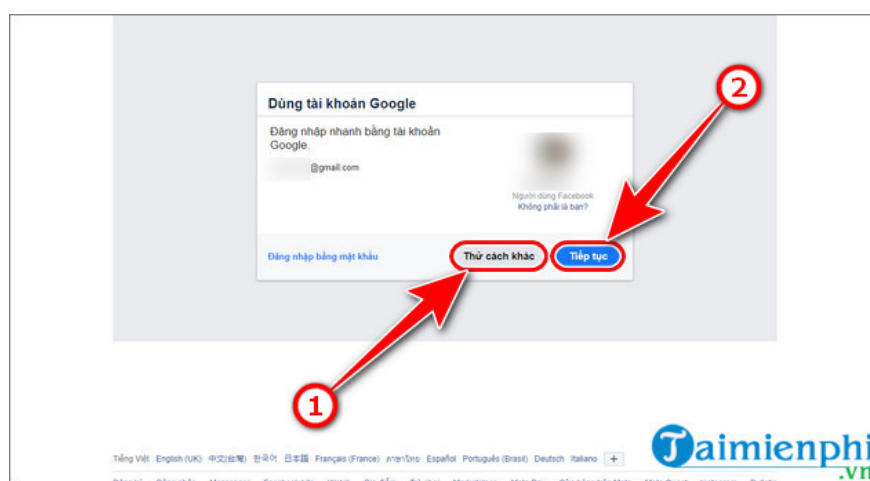 Dùng tài khoản Google
Đăng nhập nhanh bằng tài khoản
Google.
@gmail.com
Người dùng Facebook
Không phải là bạn?
Đăng nhập bằng mật khẩu
Thử cách khác
Tiếp tục
1
2
Tiếng Việt English (UK) 中文(台灣) 한국어 日本語 Français (France) ภาษาไทย Español Português (Brasil) Deutsch Italiano +
Taimienphi
.vn